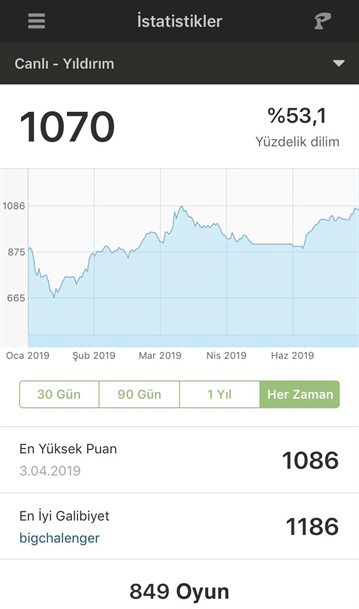 İstatistikler
Canlı - Yıldırım
1070
%53,1
Yüzdelik dilim
1086
875
665
Oca 2019 Şub 2019 Mar 2019 Nis 2019 Haz 2019
30 Gün 90 Gün 1 Yıl Her Zaman
En Yüksek Puan
3.04.2019
1086
En İyi Galibiyet
bigchalenger
1186
849 Oyun